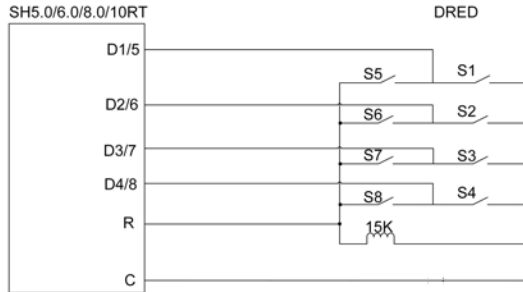 SH5.0/6.0/8.0/10RT DRED
D1/5
S5 S1
D2/6
S6 S2
D3/7
S7 S3
D4/8
S8 S4
R
15K
C